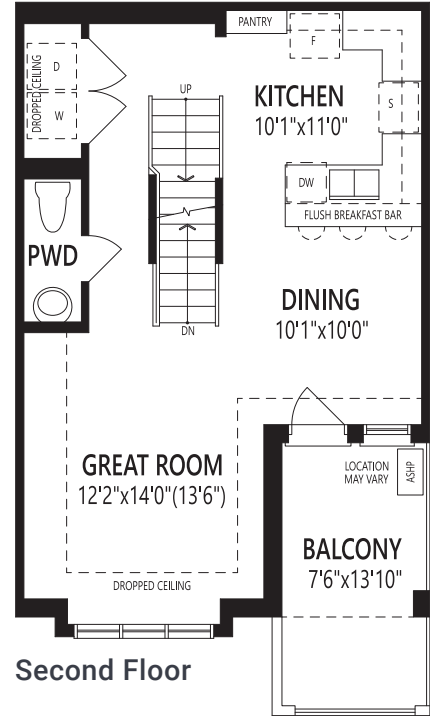 PANTRY
F
D
DROPPED CEILING
W
UP
KITCHEN
10'1"x11'0"
S
DW
FLUSH BREAKFAST BAR
PWD
DINING
10'1"x10'0"
DN
GREAT ROOM
12'2"x14'0"(13'6")
LOCATION
MAY VARY
ASHP
BALCONY
7'6"x13'10"
DROPPED CEILING
Second Floor